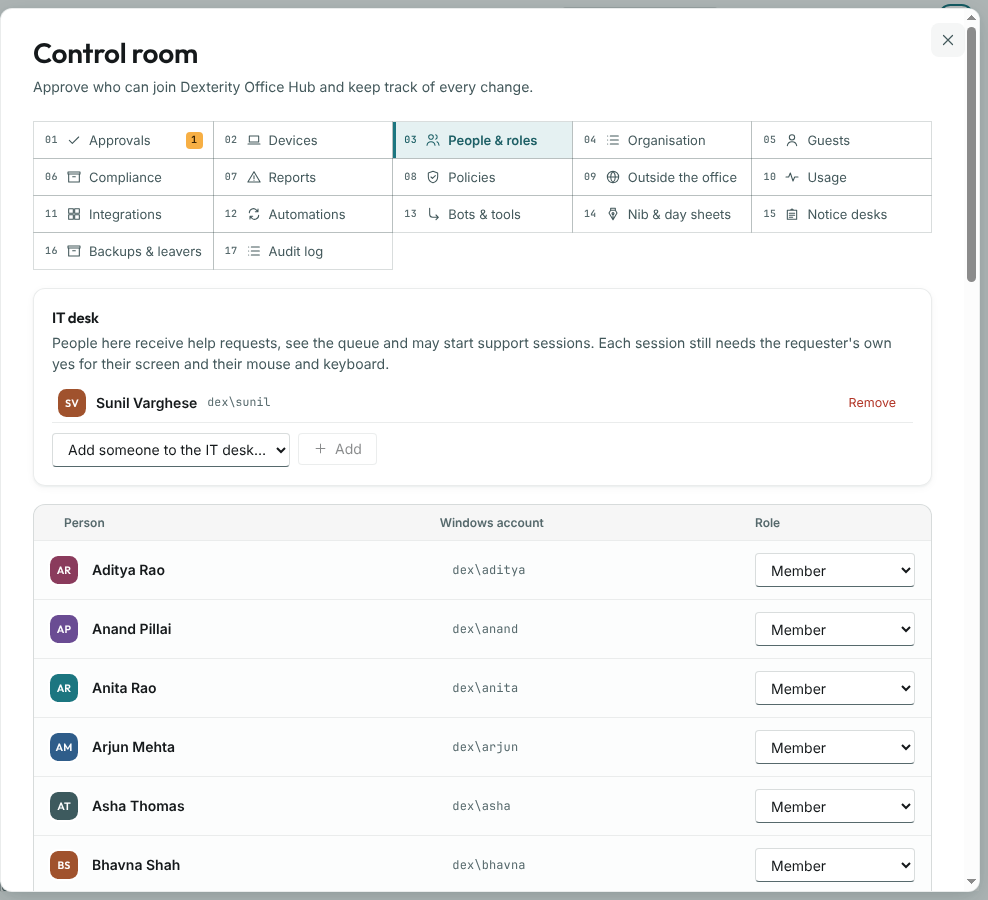 Control room
Approve who can join Dexterity Office Hub and keep track of every change.
01 Approvals 1
02 Devices
03 People & roles
04 Organisation
05 Guests
06 Compliance
07 Reports
08 Policies
09 Outside the office
10 Usage
11 Integrations
12 Automations
13 Bots & tools
14 Nib & day sheets
15 Notice desks
16 Backups & leavers
17 Audit log
IT desk
People here receive help requests, see the queue and may start support sessions. Each session still needs the requester's own
yes for their screen and their mouse and keyboard.
SV Sunil Varghese dex\sunil Remove
Add someone to the IT desk... + Add
Person Windows account Role
AR Aditya Rao dex\aditya Member
AP Anand Pillai dex\anand Member
AR Anita Rao dex\anita Member
AM Arjun Mehta dex\arjun Member
AT Asha Thomas dex\asha Member
BS Bhavna Shah dex\bhavna Member